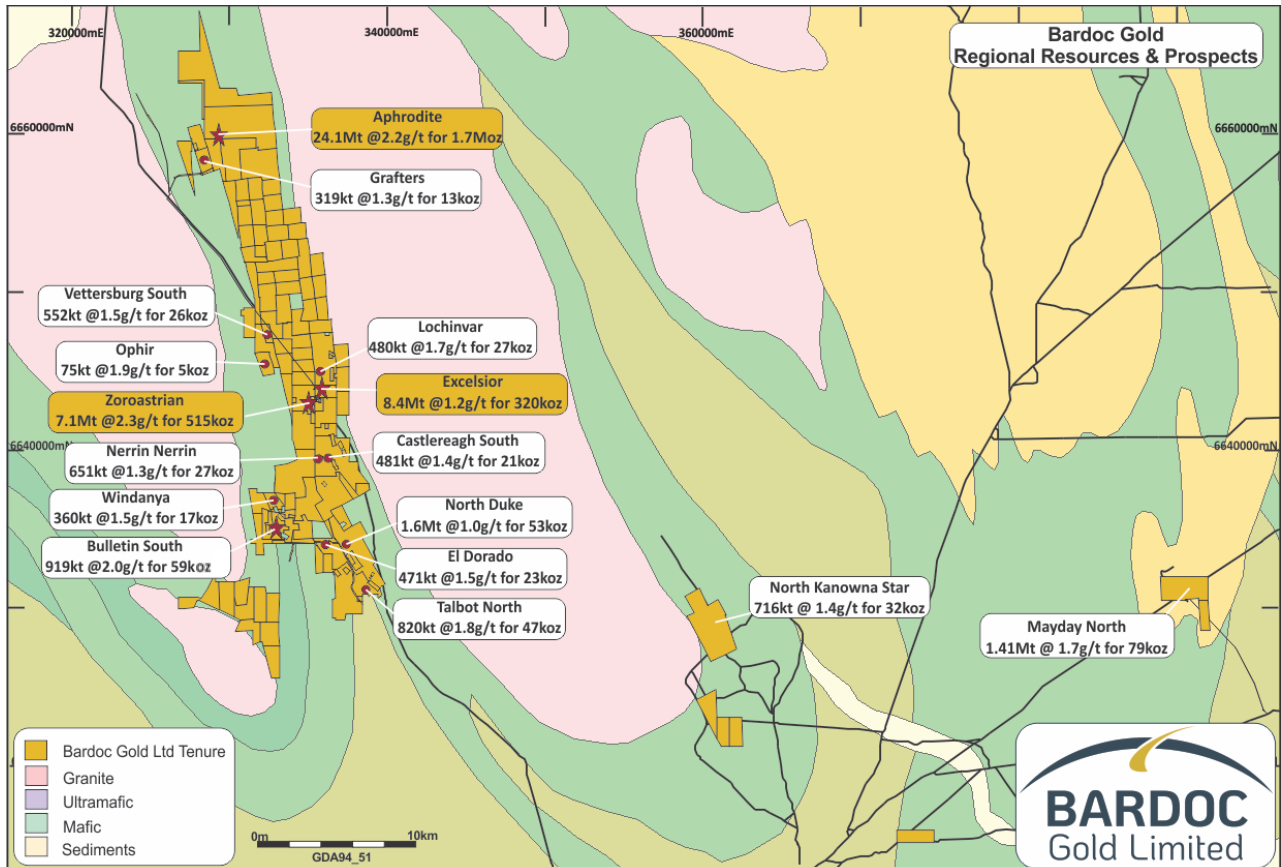 320000mE
340000mE
360000mE
Bardoc Gold
Regional Resources & Prospects
6660000mN
6660000mN
Aphrodite
24.1Mt @2.2g/t for 1.7Moz
Grafters
319kt @1.3g/t for 13koz
Vettersburg South
552kt @1.5g/t for 26koz
Lochinvar
480kt @1.7g/t for 27koz
Ophir
75kt @1.9g/t for 5koz
Excelsior
8.4Mt @1.2g/t for 320koz
Zoroastrian
7.1Mt @2.3g/t for 515koz
6640000mN
6640000mN
Nerrin Nerrin
651kt @1.3g/t for 27koz
Castlereagh South
481kt @1.4g/t for 21koz
Windanya
360kt @1.5g/t for 17koz
North Duke
1.6Mt @1.0g/t for 53koz
Bulletin South
919kt @2.0g/t for 59koz
El Dorado
471kt @1.5g/t for 23koz
Talbot North
820kt @1.8g/t for 47koz
North Kanowna Star
716kt @ 1.4g/t for 32koz
Mayday North
1.41Mt @ 1.7g/t for 79koz
Bardoc Gold Ltd Tenure
Granite
Ultramafic
Mafic
Sediments
0m
10km
GDA94_51
BARDOC
Gold Limited